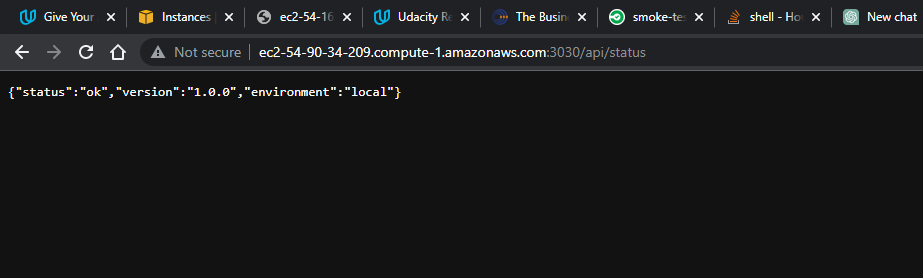 Give Your
Instances
ec2-54-16
Udacity Re
The Busin
smoke-tes
shell - Ho
New chat
Not secure
ec2-54-90-34-209.compute-1.amazonaws.com:3030/api/status
{"status":"ok","version":"1.0.0","environment":"local"}